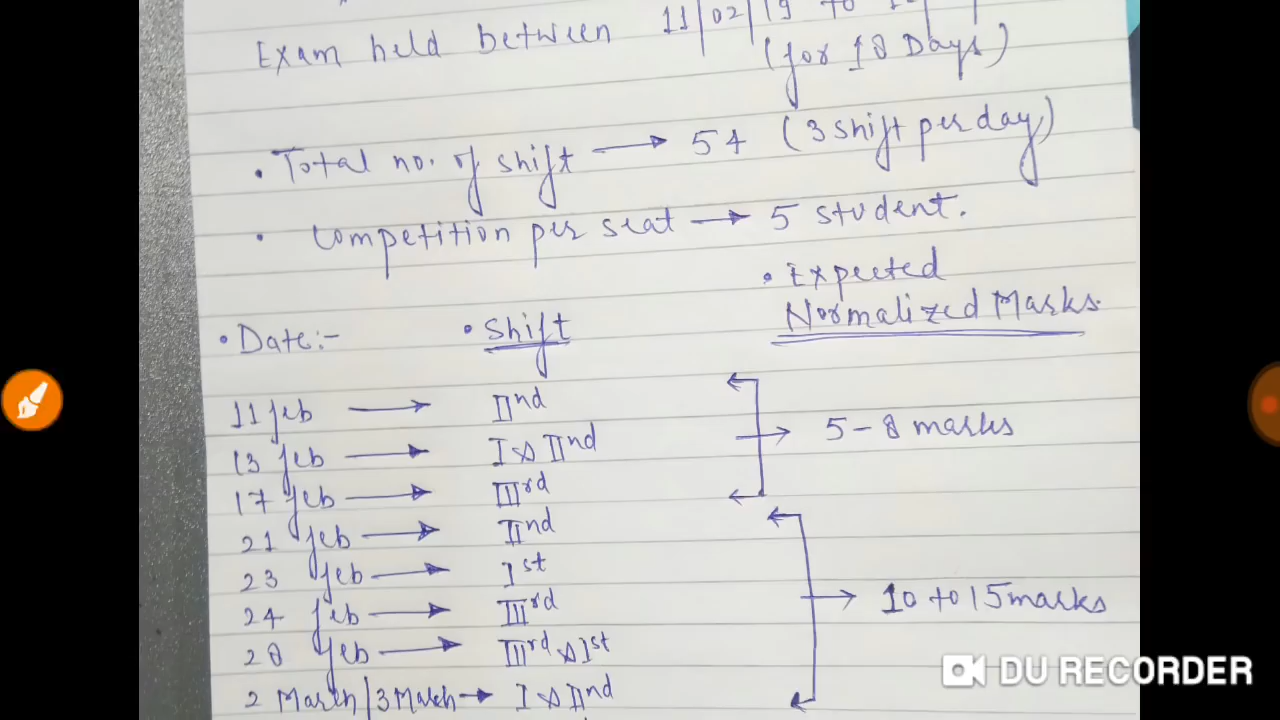 Exam held between 11/02/19 to
(for 18 Days)
• Total no. of shift → 54 (3 shift per day)
• Competition per seat → 5 student.
• Expected
Normalized Marks.
• Date:- • Shift
11 feb → IInd
13 feb → I & IInd
5-8 marks
17 feb → IIIrd
21 feb → IInd
23 feb → Ist
24 feb → IIIrd
10 to 15 marks
28 feb → IIIrd & Ist
2 March/3 March → I & IInd
DU RECORDER